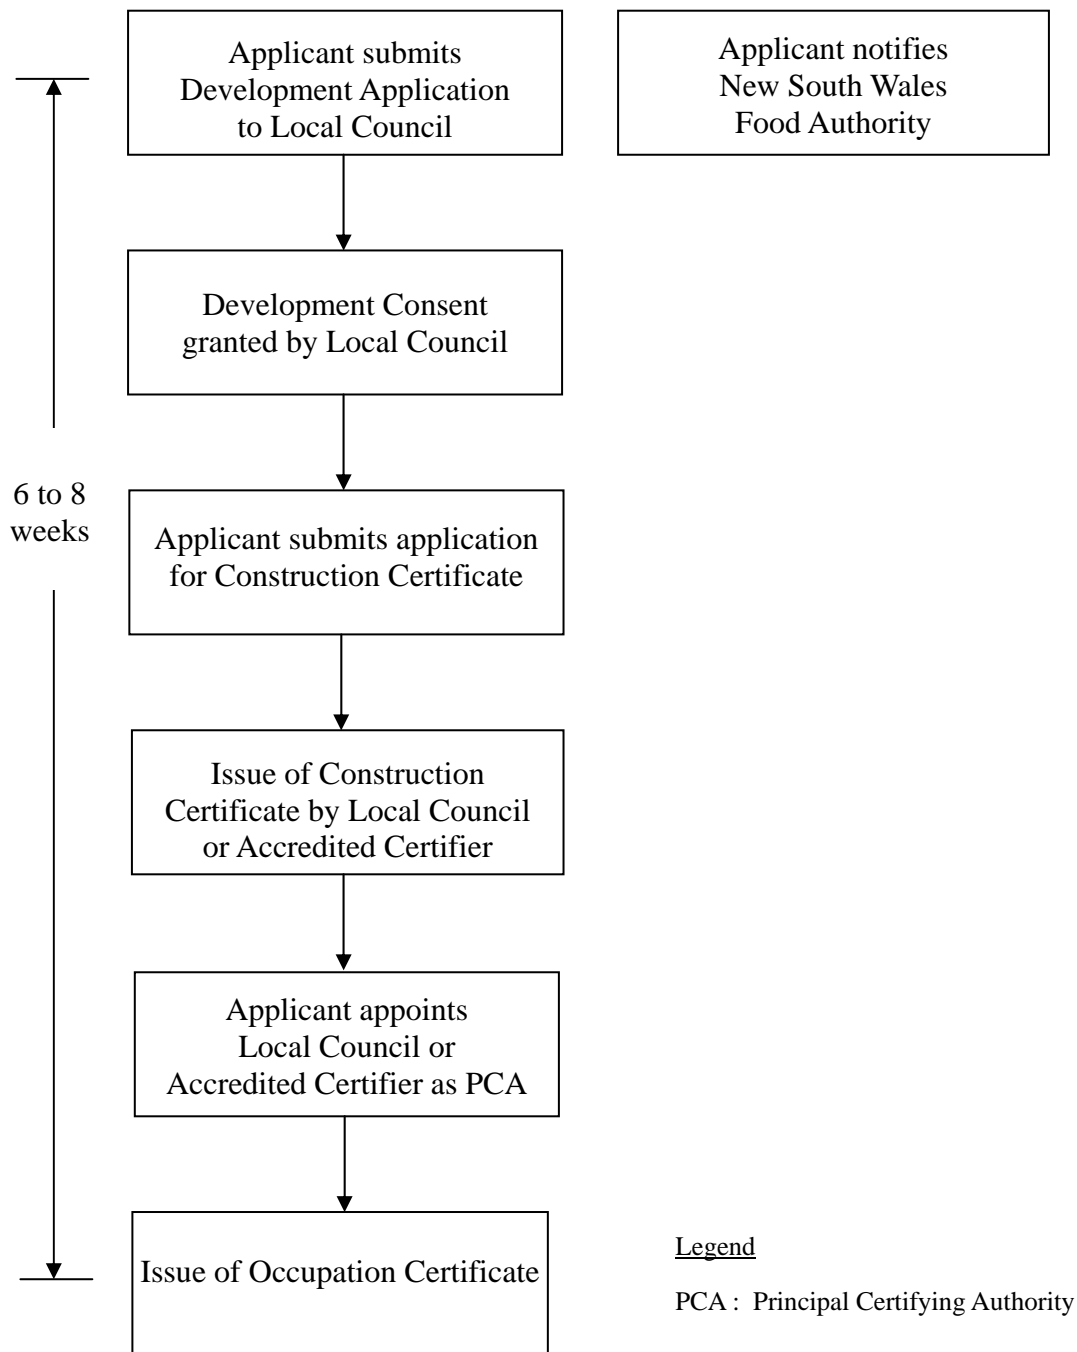 Applicant submits
Development Application
to Local Council
Applicant notifies
New South Wales
Food Authority
Development Consent
granted by Local Council
6 to 8
weeks
Applicant submits application
for Construction Certificate
Issue of Construction
Certificate by Local Council
or Accredited Certifier
Applicant appoints
Local Council or
Accredited Certifier as PCA
Issue of Occupation Certificate
Legend
PCA : Principal Certifying Authority